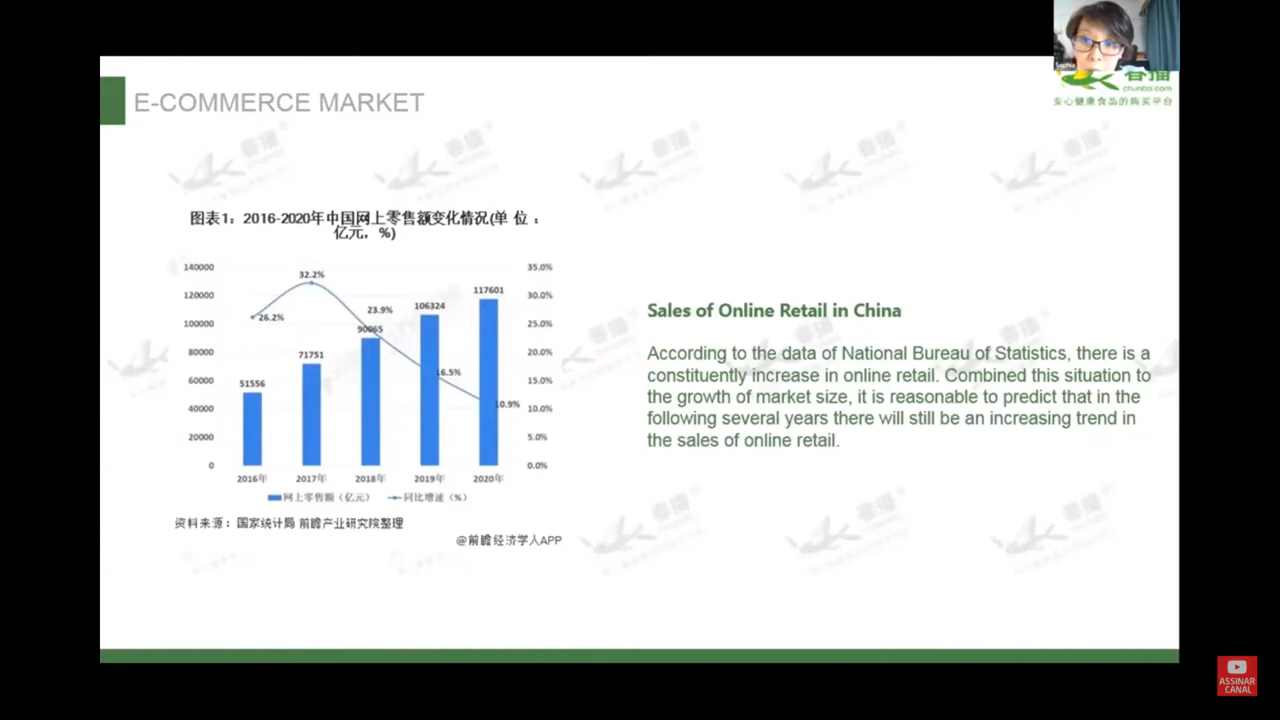 Sophia
春播
chunbo.com
安心健康食品的购买平台
E-COMMERCE MARKET
图表1：2016-2020年中国网上零售额变化情况(单 位 ：
亿元，%)
140000
120000
100000
80000
60000
40000
20000
0
35.0%
30.0%
25.0%
20.0%
15.0%
10.0%
5.0%
0.0%
26.2%
32.2%
23.9%
16.5%
10.9%
51556
71751
90065
106324
117601
2016年 2017年 2018年 2019年 2020年
网上零售额（亿元） 同比增速（%）
资料来源：国家统计局 前瞻产业研究院整理
@前瞻经济学人APP
Sales of Online Retail in China
According to the data of National Bureau of Statistics, there is a
constituently increase in online retail. Combined this situation to
the growth of market size, it is reasonable to predict that in the
following several years there will still be an increasing trend in
the sales of online retail.
ASSINAR
CANAL